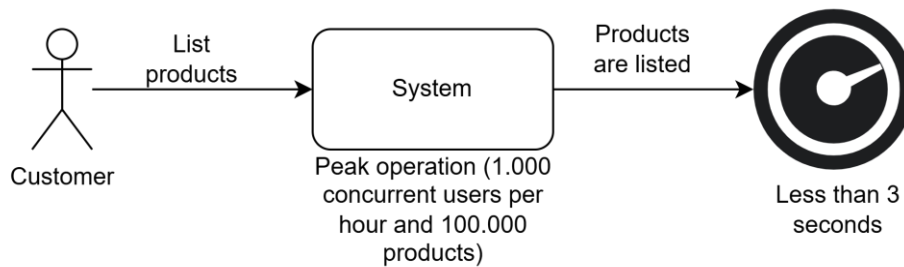 List
products
System
Products
are listed
Customer
Peak operation (1.000
concurrent users per
hour and 100.000
products)
Less than 3
seconds